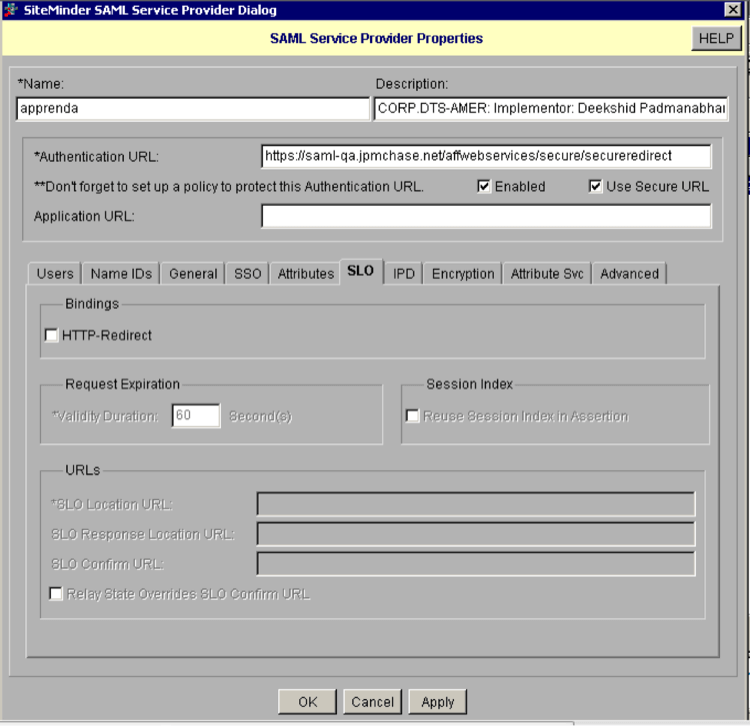 SiteMinder SAML Service Provider Dialog
SAML Service Provider Properties
HELP
*Name:
Description:
apprenda
CORP.DTS-AMER: Implementor: Deekshid Padmanabhan
*Authentication URL:
https://saml-qa.jpmchase.net/affwebservices/secure/secureredirect
**Don't forget to set up a policy to protect this Authentication URL.
Enabled
Use Secure URL
Application URL:
Users
Name IDs
General
SSO
Attributes
SLO
IPD
Encryption
Attribute Svc
Advanced
Bindings
HTTP-Redirect
Request Expiration
Session Index
*Validity Duration:
60
Second(s)
Reuse Session Index in Assertion
URLs
*SLO Location URL:
SLO Response Location URL:
SLO Confirm URL:
Relay State Overrides SLO Confirm URL
OK
Cancel
Apply